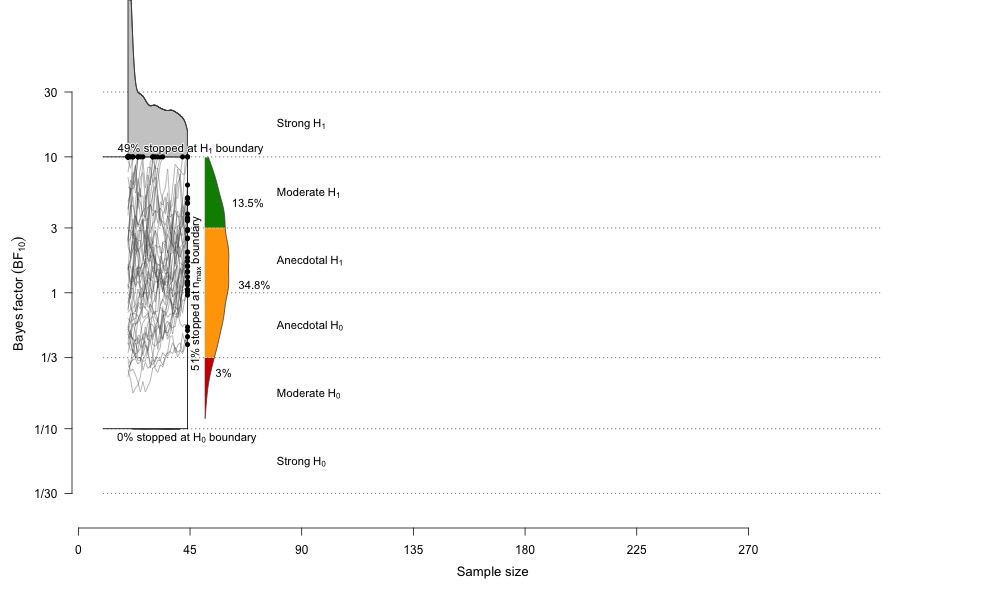 30
Strong H1
49% stopped at H1 boundary
10
Moderate H1
13.5%
3
Bayes factor (BF10)
51% stopped at nmax boundary
Anecdotal H1
34.8%
1
Anecdotal H0
1/3
3%
Moderate H0
1/10
0% stopped at H0 boundary
Strong H0
1/30
0 45 90 135 180 225 270
Sample size